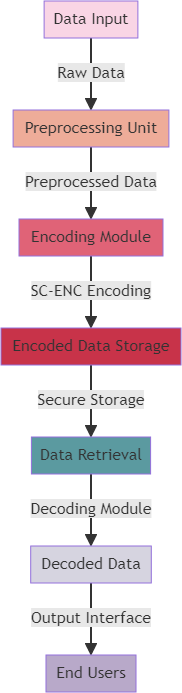 Data Input
Raw Data
Preprocessing Unit
Preprocessed Data
Encoding Module
SC-ENC Encoding
Encoded Data Storage
Secure Storage
Data Retrieval
Decoding Module
Decoded Data
Output Interface
End Users